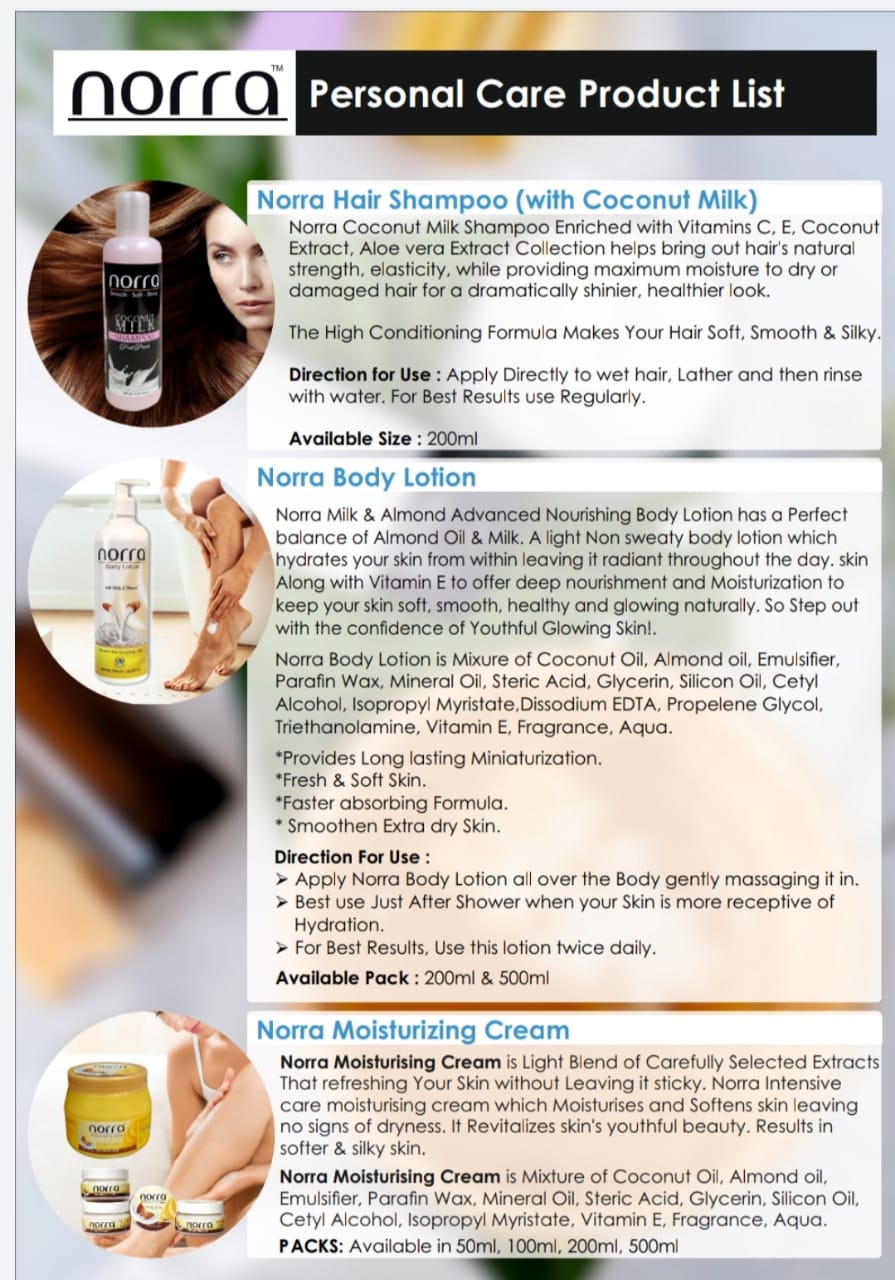 norra™
Personal Care Product List
Norra Hair Shampoo (with Coconut Milk)
Norra Coconut Milk Shampoo Enriched with Vitamins C, E, Coconut
Extract, Aloe vera Extract Collection helps bring out hair's natural
strength, elasticity, while providing maximum moisture to dry or
damaged hair for a dramatically shinier, healthier look.
The High Conditioning Formula Makes Your Hair Soft, Smooth & Silky.
Direction for Use : Apply Directly to wet hair, Lather and then rinse
with water. For Best Results use Regularly.
Available Size : 200ml
norra
Smooth - Soft - Shiny
COCONUT
MILK
SHAMPOO
Norra Body Lotion
Norra Milk & Almond Advanced Nourishing Body Lotion has a Perfect
balance of Almond Oil & Milk. A light Non sweaty body lotion which
hydrates your skin from within leaving it radiant throughout the day. skin
Along with Vitamin E to offer deep nourishment and Moisturization to
keep your skin soft, smooth, healthy and glowing naturally. So Step out
with the confidence of Youthful Glowing Skin!.
Norra Body Lotion is Mixure of Coconut Oil, Almond oil, Emulsifier,
Parafin Wax, Mineral Oil, Steric Acid, Glycerin, Silicon Oil, Cetyl
Alcohol, Isopropyl Myristate,Dissodium EDTA, Propelene Glycol,
Triethanolamine, Vitamin E, Fragrance, Aqua.
*Provides Long lasting Miniaturization.
*Fresh & Soft Skin.
*Faster absorbing Formula.
* Smoothen Extra dry Skin.
Direction For Use :
➢ Apply Norra Body Lotion all over the Body gently massaging it in.
➢ Best use Just After Shower when your Skin is more receptive of
Hydration.
➢ For Best Results, Use this lotion twice daily.
Available Pack : 200ml & 500ml
norra
Body Lotion
Norra Moisturizing Cream
Norra Moisturising Cream is Light Blend of Carefully Selected Extracts
That refreshing Your Skin without Leaving it sticky. Norra Intensive
care moisturising cream which Moisturises and Softens skin leaving
no signs of dryness. It Revitalizes skin's youthful beauty. Results in
softer & silky skin.
Norra Moisturising Cream is Mixture of Coconut Oil, Almond oil,
Emulsifier, Parafin Wax, Mineral Oil, Steric Acid, Glycerin, Silicon Oil,
Cetyl Alcohol, Isopropyl Myristate, Vitamin E, Fragrance, Aqua.
PACKS: Available in 50ml, 100ml, 200ml, 500ml
norra
norra
norra
norra
norra